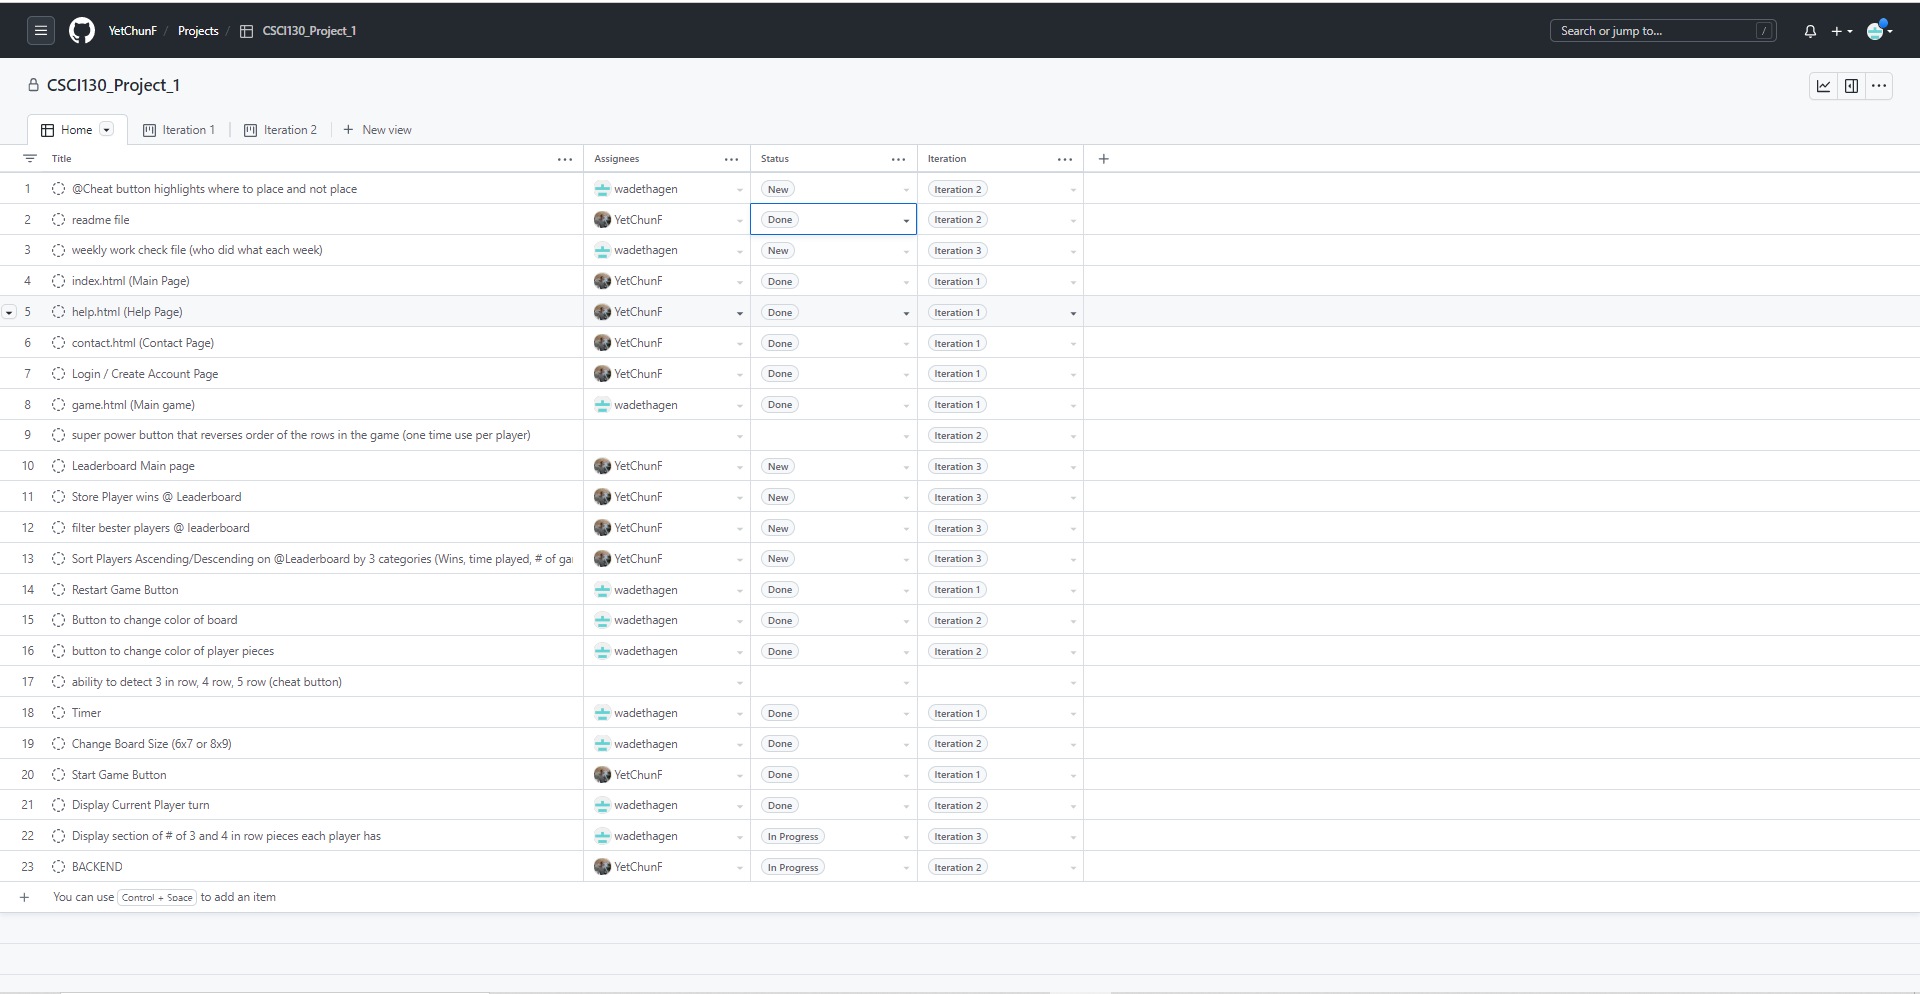 YetChunF / Projects / CSCI130_Project_1 Search or jump to... /
CSCI130_Project_1
Home Iteration 1 Iteration 2 + New view
Title Assignees Status Iteration
1 @Cheat button highlights where to place and not place wadethagen New Iteration 2
2 readme file YetChunF Done Iteration 2
3 weekly work check file (who did what each week) wadethagen New Iteration 3
4 index.html (Main Page) YetChunF Done Iteration 1
5 help.html (Help Page) YetChunF Done Iteration 1
6 contact.html (Contact Page) YetChunF Done Iteration 1
7 Login / Create Account Page YetChunF Done Iteration 1
8 game.html (Main game) wadethagen Done Iteration 1
9 super power button that reverses order of the rows in the game (one time use per player) Iteration 2
10 Leaderboard Main page YetChunF New Iteration 3
11 Store Player wins @ Leaderboard YetChunF New Iteration 3
12 filter bester players @ leaderboard YetChunF New Iteration 3
13 Sort Players Ascending/Descending on @Leaderboard by 3 categories (Wins, time played, # of gar YetChunF New Iteration 3
14 Restart Game Button wadethagen Done Iteration 1
15 Button to change color of board wadethagen Done Iteration 2
16 button to change color of player pieces wadethagen Done Iteration 2
17 ability to detect 3 in row, 4 row, 5 row (cheat button)
18 Timer wadethagen Done Iteration 1
19 Change Board Size (6x7 or 8x9) wadethagen Done Iteration 2
20 Start Game Button YetChunF Done Iteration 1
21 Display Current Player turn wadethagen Done Iteration 2
22 Display section of # of 3 and 4 in row pieces each player has wadethagen In Progress Iteration 3
23 BACKEND YetChunF In Progress Iteration 2
+ You can use Control + Space to add an item